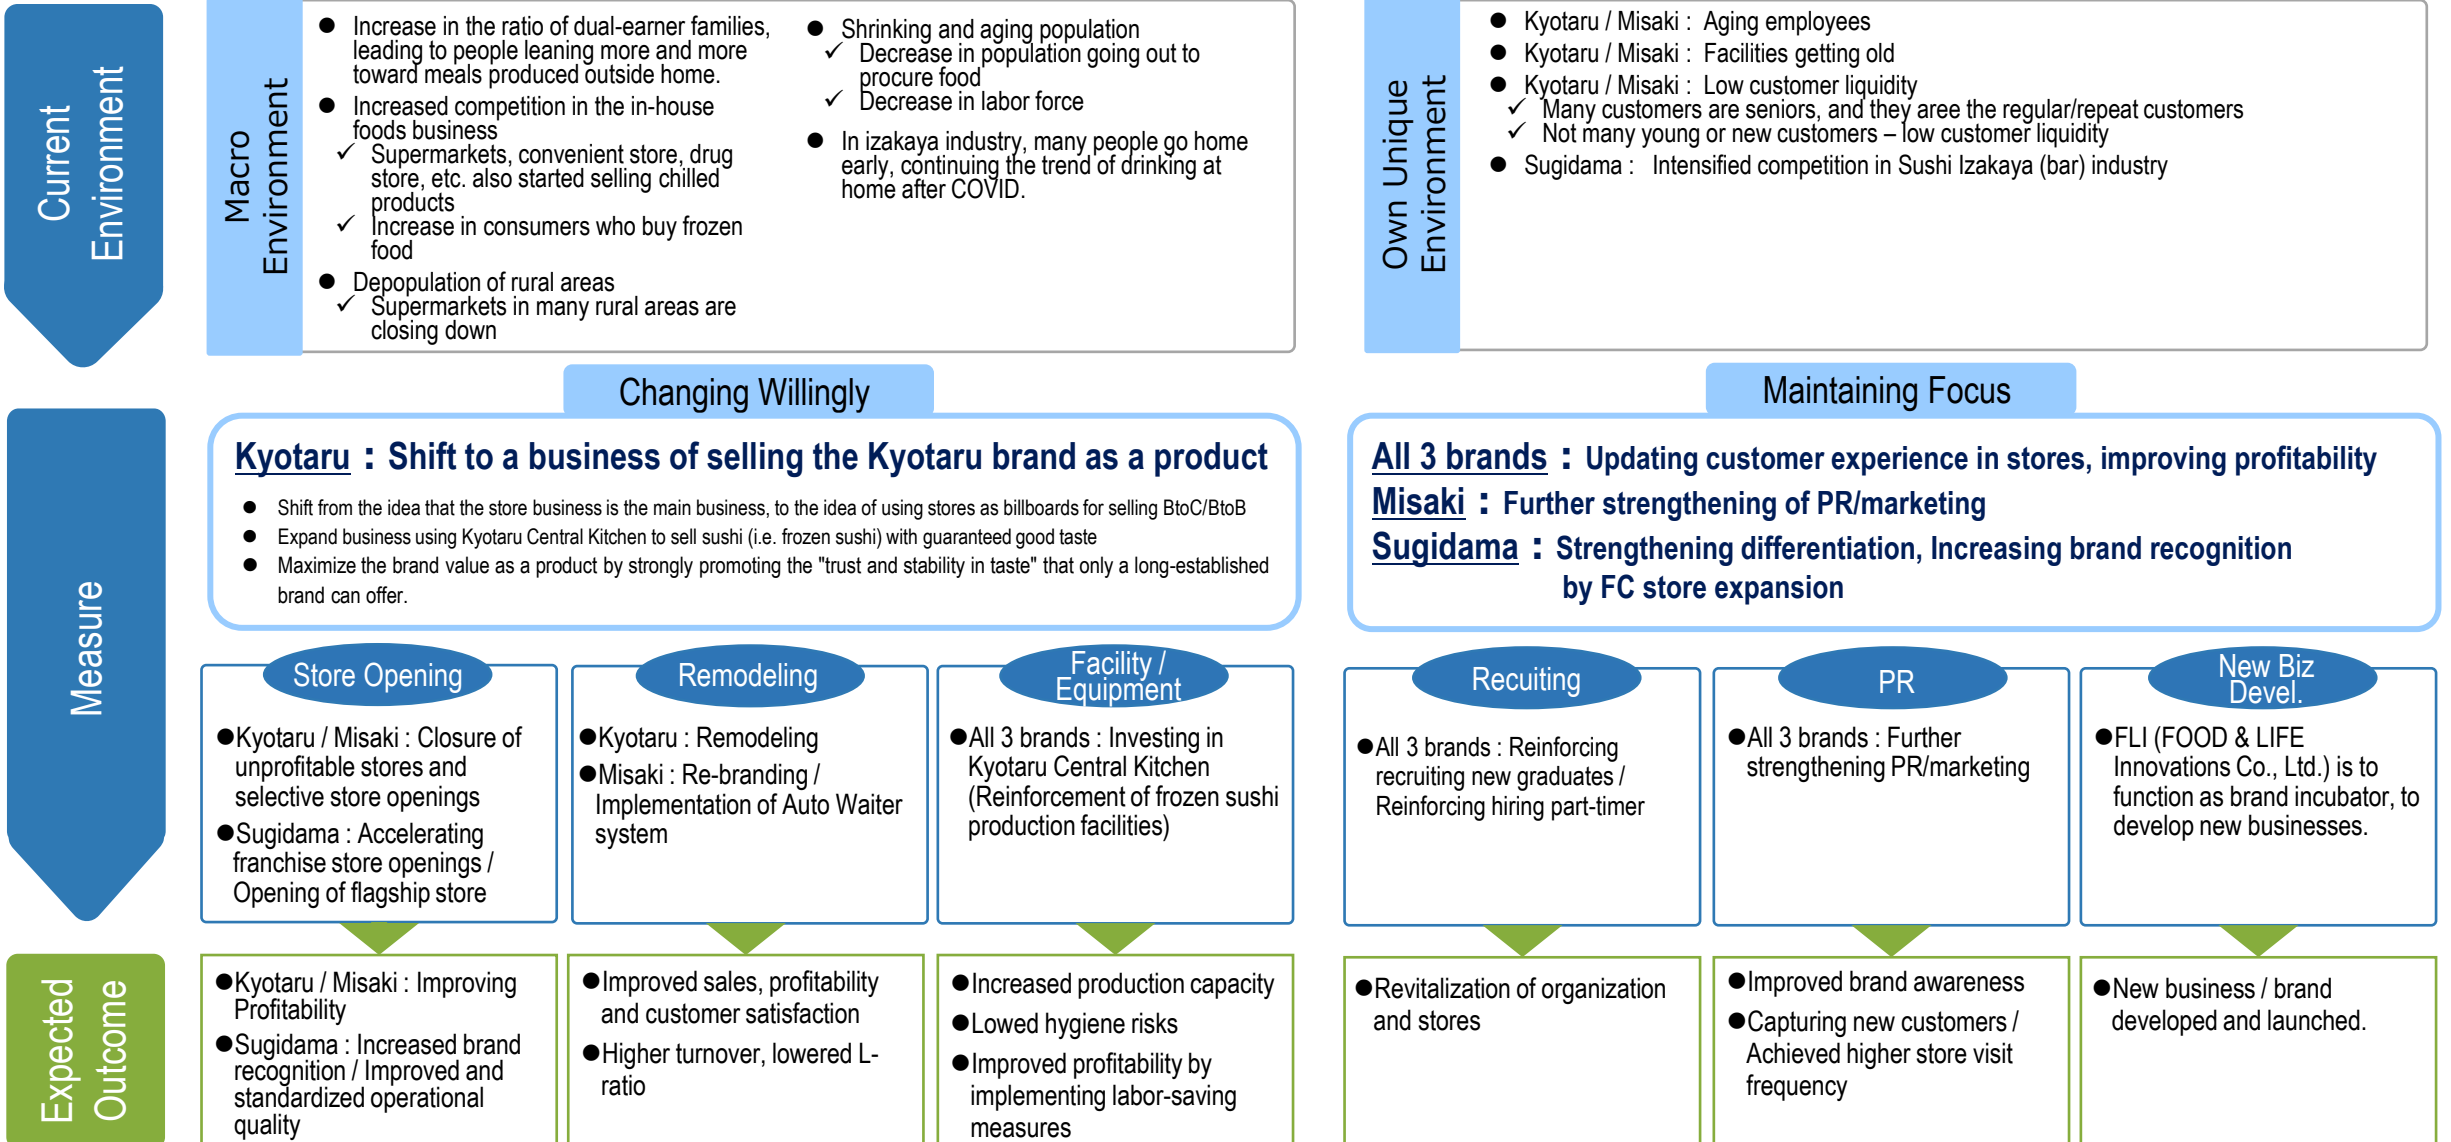 Current
Environment
Macro
Environment
● Increase in the ratio of dual-earner families,
leading to people leaning more and more
toward meals produced outside home.
● Increased competition in the in-house
foods business
✓ Supermarkets, convenient store, drug
store, etc. also started selling chilled
products
✓ Increase in consumers who buy frozen
food
● Depopulation of rural areas
✓ Supermarkets in many rural areas are
closing down
● Shrinking and aging population
✓ Decrease in population going out to
procure food
✓ Decrease in labor force
● In izakaya industry, many people go home
early, continuing the trend of drinking at
home after COVID.
Own Unique
Environment
● Kyotaru / Misaki : Aging employees
● Kyotaru / Misaki : Facilities getting old
● Kyotaru / Misaki : Low customer liquidity
✓ Many customers are seniors, and they aree the regular/repeat customers
✓ Not many young or new customers – low customer liquidity
● Sugidama : Intensified competition in Sushi Izakaya (bar) industry
Measure
Changing Willingly
Kyotaru : Shift to a business of selling the Kyotaru brand as a product
● Shift from the idea that the store business is the main business, to the idea of using stores as billboards for selling BtoC/BtoB
● Expand business using Kyotaru Central Kitchen to sell sushi (i.e. frozen sushi) with guaranteed good taste
● Maximize the brand value as a product by strongly promoting the "trust and stability in taste" that only a long-established
brand can offer.
Maintaining Focus
All 3 brands : Updating customer experience in stores, improving profitability
Misaki : Further strengthening of PR/marketing
Sugidama : Strengthening differentiation, Increasing brand recognition
by FC store expansion
Store Opening
●Kyotaru / Misaki : Closure of
unprofitable stores and
selective store openings
●Sugidama : Accelerating
franchise store openings /
Opening of flagship store
Remodeling
●Kyotaru : Remodeling
●Misaki : Re-branding /
Implementation of Auto Waiter
system
Facility /
Equipment
●All 3 brands : Investing in
Kyotaru Central Kitchen
(Reinforcement of frozen sushi
production facilities)
Recuiting
●All 3 brands : Reinforcing
recruiting new graduates /
Reinforcing hiring part-timer
PR
●All 3 brands : Further
strengthening PR/marketing
New Biz
Devel.
●FLI (FOOD & LIFE
Innovations Co., Ltd.) is to
function as brand incubator, to
develop new businesses.
Expected
Outcome
●Kyotaru / Misaki : Improving
Profitability
●Sugidama : Increased brand
recognition / Improved and
standardized operational
quality
●Improved sales, profitability
and customer satisfaction
●Higher turnover, lowered L-
ratio
●Increased production capacity
●Lowed hygiene risks
●Improved profitability by
implementing labor-saving
measures
●Revitalization of organization
and stores
●Improved brand awareness
●Capturing new customers /
Achieved higher store visit
frequency
●New business / brand
developed and launched.